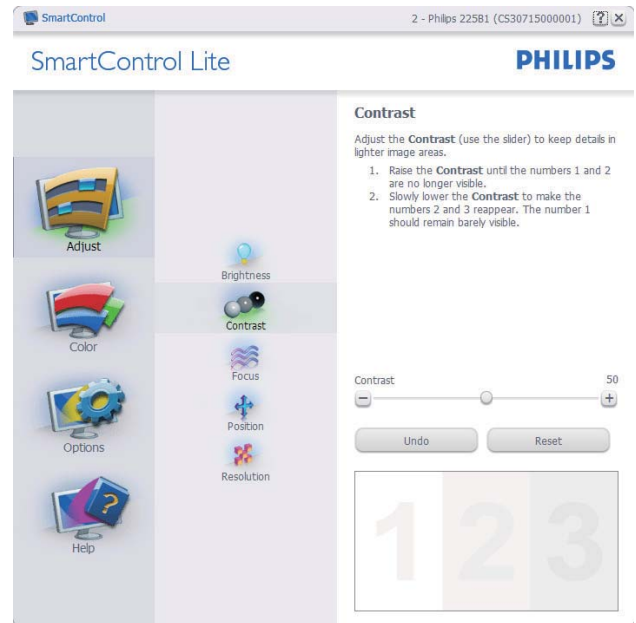 SmartControl
2 - Philips 225B1 (CS30715000001)
?
SmartControl Lite
PHILIPS
Adjust
Color
Options
Help
Brightness
Contrast
Focus
Position
Resolution
Contrast
Adjust the Contrast (use the slider) to keep details in
lighter image areas.
1. Raise the Contrast until the numbers 1 and 2
are no longer visible.
2. Slowly lower the Contrast to make the
numbers 2 and 3 reappear. The number 1
should remain barely visible.
Contrast 50
Undo Reset
1 2 3